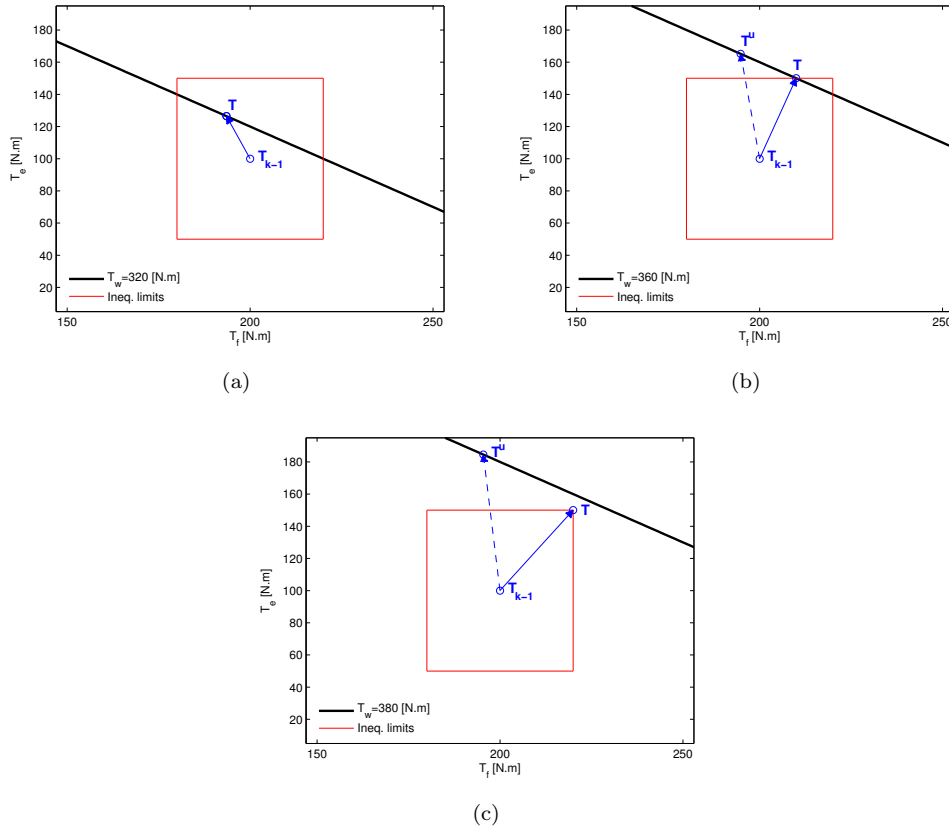 180
160
140
120
100
80
60
40
20
T_e [N.m]
T
T_{k−1}
T_w=320 [N.m]
Ineq. limits
150
200
250
T_f [N.m]
(a)
180
160
140
120
100
80
60
40
20
T_e [N.m]
T^u
T
T_{k−1}
T_w=360 [N.m]
Ineq. limits
150
200
250
T_f [N.m]
(b)
180
160
140
120
100
80
60
40
20
T_e [N.m]
T^u
T
T_{k−1}
T_w=380 [N.m]
Ineq. limits
150
200
250
T_f [N.m]
(c)